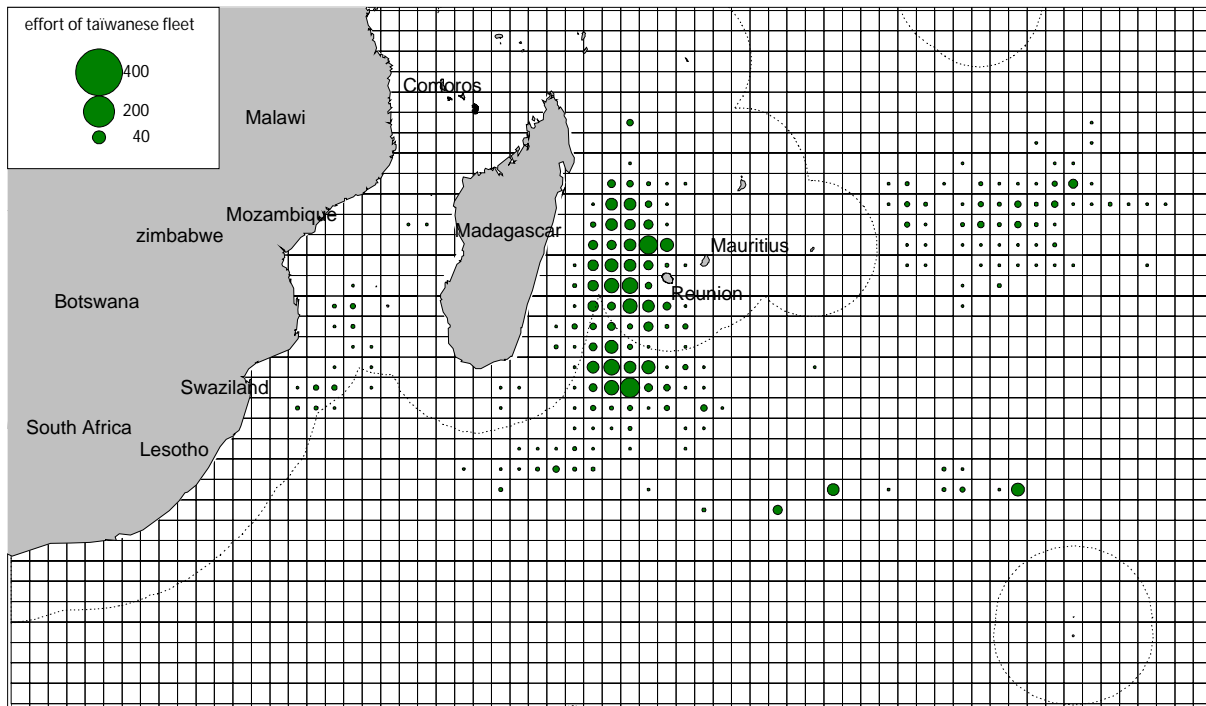 effort of taïwanese fleet
400
200
40
Comoros
Malawi
Mozambique
zimbabwe
Madagascar
Mauritius
Reunion
Botswana
Swaziland
South Africa
Lesotho